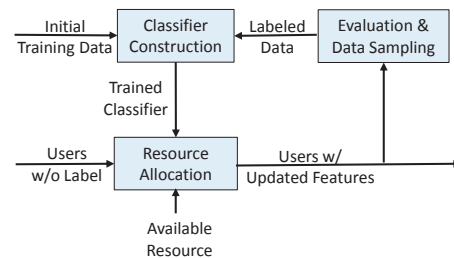 Initial
Training Data
Classifier
Construction
Labeled
Data
Evaluation &
Data Sampling
Trained
Classifier
Users
w/o Label
Resource
Allocation
Users w/
Updated Features
Available
Resource